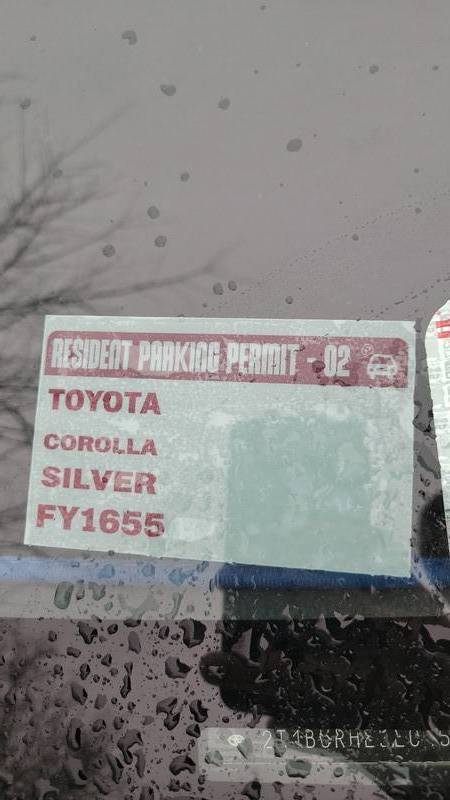 RESIDENT PARKING PERMIT - 02
TOYOTA
COROLLA
SILVER
FY1655